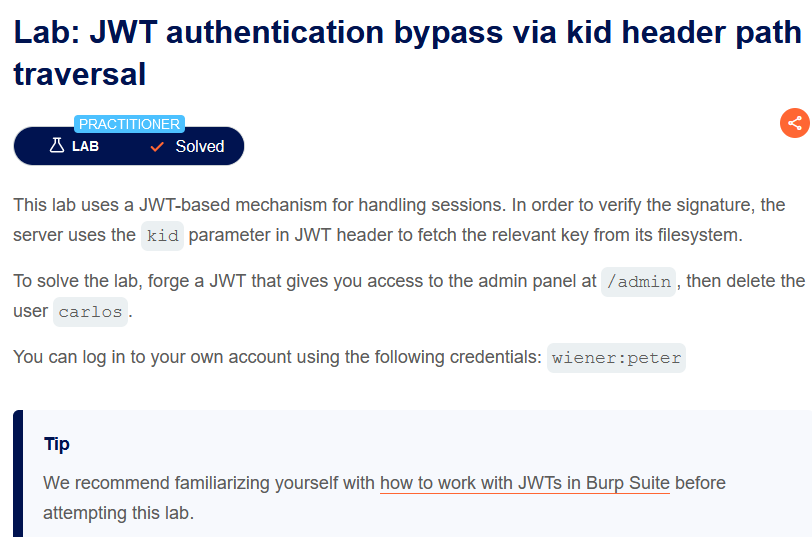 Lab: JWT authentication bypass via kid header path
traversal
PRACTITIONER
LAB Solved
This lab uses a JWT-based mechanism for handling sessions. In order to verify the signature, the
server uses the kid parameter in JWT header to fetch the relevant key from its filesystem.
To solve the lab, forge a JWT that gives you access to the admin panel at /admin, then delete the
user carlos.
You can log in to your own account using the following credentials: wiener:peter
Tip
We recommend familiarizing yourself with how to work with JWTs in Burp Suite before
attempting this lab.